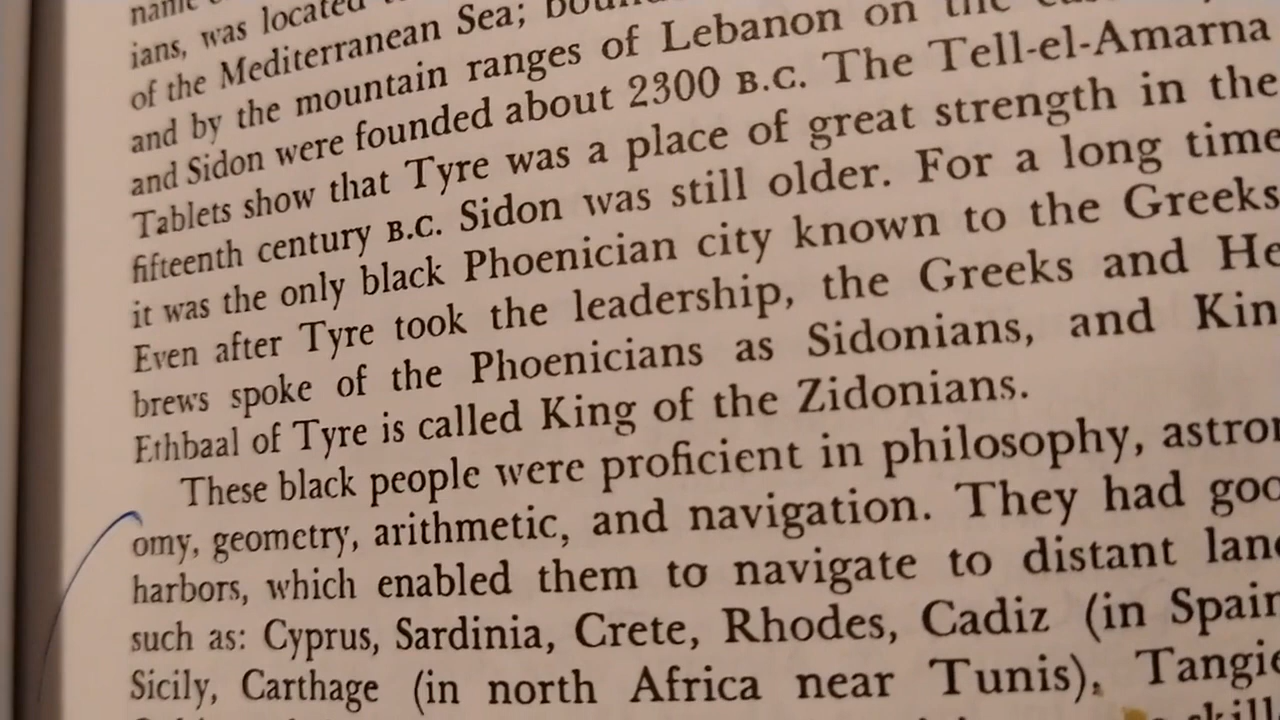 name
ians, was located
of the Mediterranean Sea;
and by the mountain ranges of Lebanon on the
and Sidon were founded about 2300 B.C. The Tell-el-Amarna
Tablets show that Tyre was a place of great strength in the
fifteenth century B.C. Sidon was still older. For a long time
it was the only black Phoenician city known to the Greeks
Even after Tyre took the leadership, the Greeks and He
brews spoke of the Phoenicians as Sidonians, and Kin
Ethbaal of Tyre is called King of the Zidonians.
These black people were proficient in philosophy, astron
omy, geometry, arithmetic, and navigation. They had goo
harbors, which enabled them to navigate to distant land
such as: Cyprus, Sardinia, Crete, Rhodes, Cadiz (in Spain
Sicily, Carthage (in north Africa near Tunis), Tangie
skill